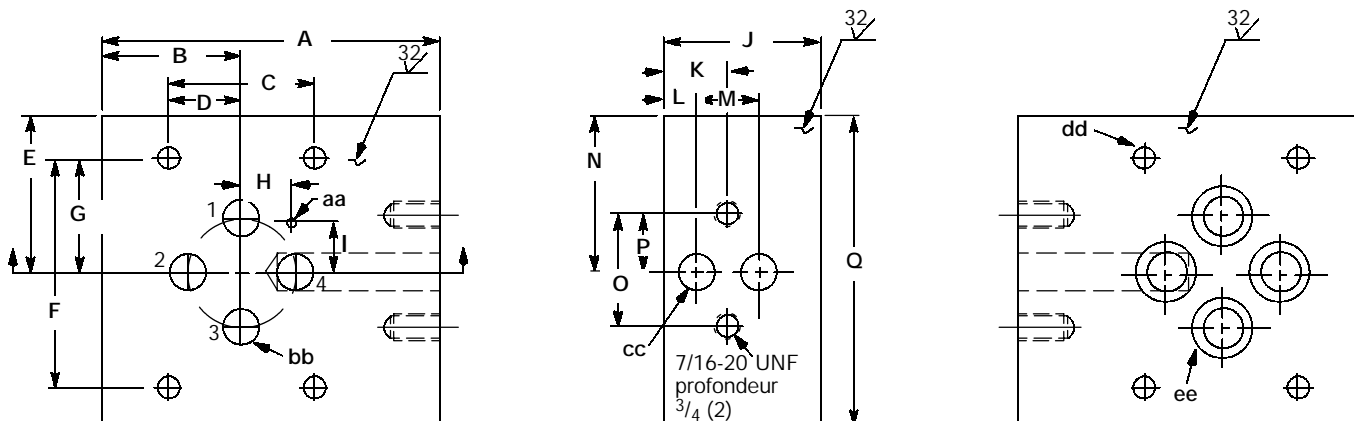 A
B
C
D
32
E
F
G
H
I
aa
1
2
3
4
bb
J
K
L
M
32
N
O
P
Q
cc
7/16-20 UNF
profondeur
3/4 (2)
32
dd
ee